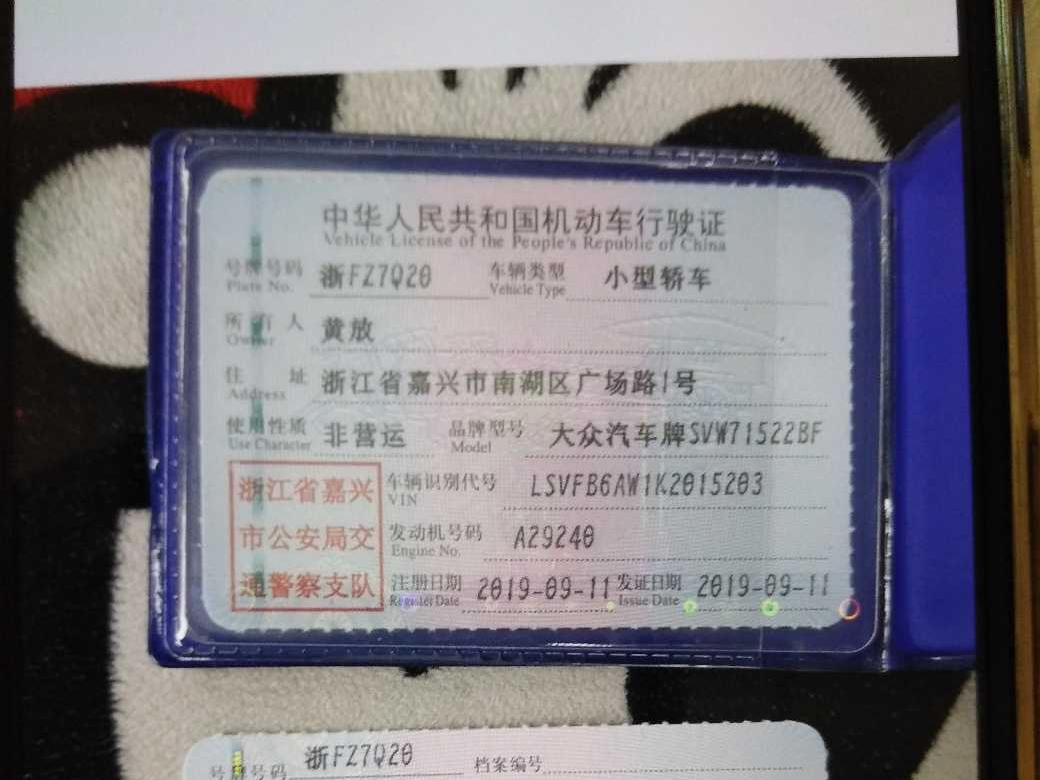 中华人民共和国机动车行驶证
Vehicle License of the People's Republic of China
号牌号码 浙FZ7Q20 车辆类型 小型轿车
Plate No. Vehicle Type
所有人 黄放
Owner
住址 浙江省嘉兴市南湖区广场路1号
Address
使用性质 非营运 品牌型号 大众汽车牌SVW71522BF
Use Character Model
浙江省嘉兴 车辆识别代号 LSVFB6AW1K2015203
VIN
市公安局交 发动机号码 A29240
Engine No.
通警察支队 注册日期 2019-09-11 发证日期 2019-09-11
Register Date Issue Date
号牌号码 浙FZ7Q20 档案编号